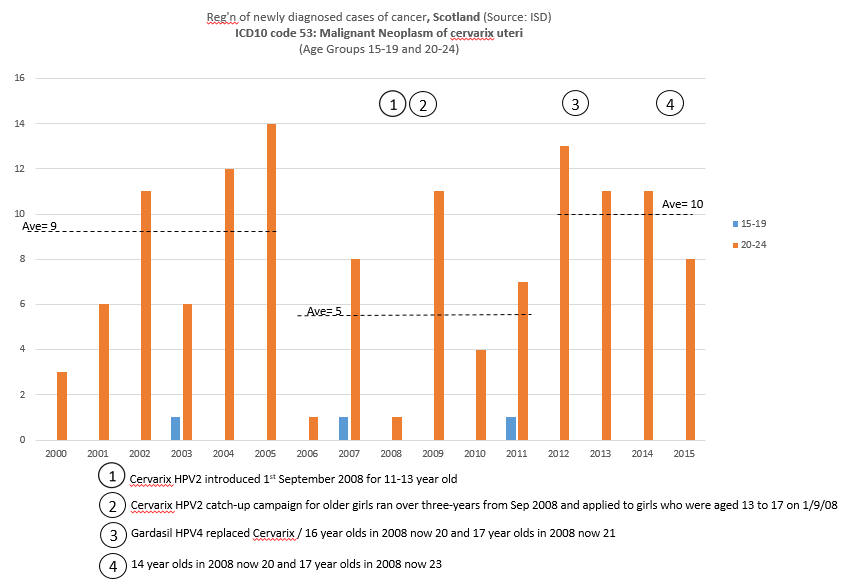 Reg'n of newly diagnosed cases of cancer, Scotland (Source: ISD)
ICD10 code 53: Malignant Neoplasm of cervarix uteri
(Age Groups 15-19 and 20-24)
16
1 2 3 4
14
12
10
Ave= 10
Ave= 9
15-19
20-24
8
6
Ave= 5
4
2
0
2000 2001 2002 2003 2004 2005 2006 2007 2008 2009 2010 2011 2012 2013 2014 2015
1 Cervarix HPV2 introduced 1st September 2008 for 11-13 year old
2 Cervarix HPV2 catch-up campaign for older girls ran over three-years from Sep 2008 and applied to girls who were aged 13 to 17 on 1/9/08
3 Gardasil HPV4 replaced Cervarix / 16 year olds in 2008 now 20 and 17 year olds in 2008 now 21
4 14 year olds in 2008 now 20 and 17 year olds in 2008 now 23